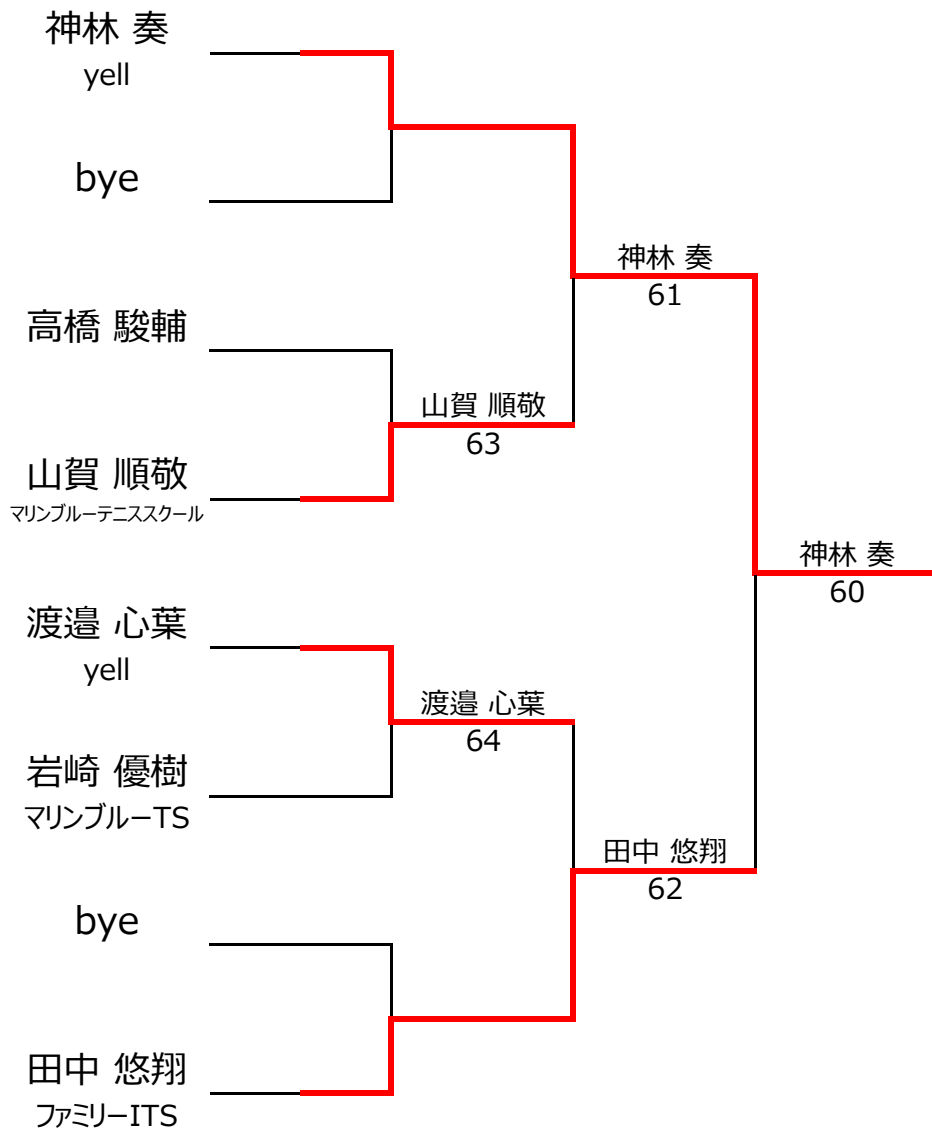 神林 奏
yell
bye
高橋 駿輔
山賀 順敬
マリンブルーテニススクール
渡邉 心葉
yell
岩崎 優樹
マリンブルーTS
bye
田中 悠翔
ファミリーITS
山賀 順敬
63
渡邉 心葉
64
神林 奏
61
田中 悠翔
62
神林 奏
60